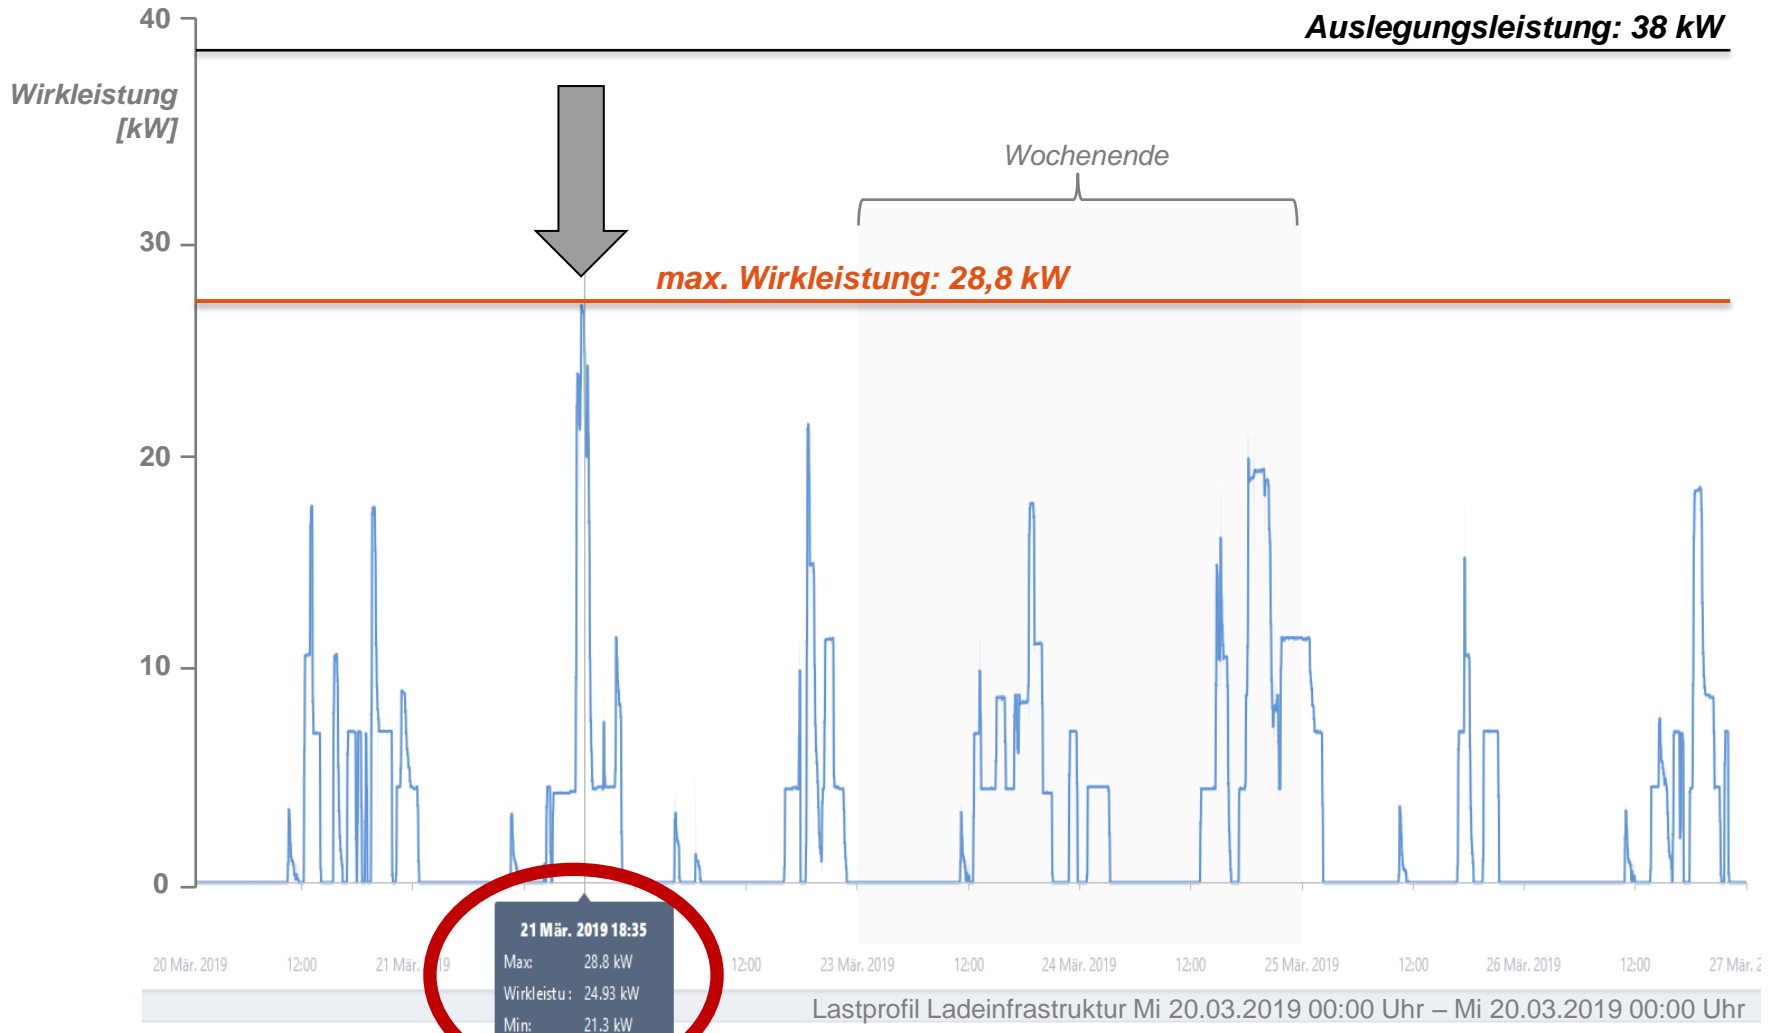 40
Auslegungsleistung: 38 kW
Wirkleistung
[kW]
Wochenende
30
max. Wirkleistung: 28,8 kW
20
10
0
21 Mär. 2019 18:35
Max: 28.8 kW
Wirkleistu: 24.93 kW
Min: 21.3 kW
20 Mär. 2019
12:00
21 Mär. 19
12:00
23 Mär. 2019
12:00
24 Mär. 2019
12:00
25 Mär. 2019
12:00
26 Mär. 2019
12:00
27 Mär. 2
Lastprofil Ladeinfrastruktur Mi 20.03.2019 00:00 Uhr – Mi 20.03.2019 00:00 Uhr